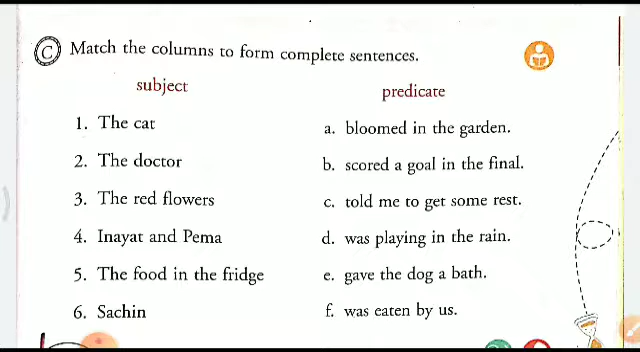 C Match the columns to form complete sentences.
subject predicate
1. The cat a. bloomed in the garden.
2. The doctor b. scored a goal in the final.
3. The red flowers c. told me to get some rest.
4. Inayat and Pema d. was playing in the rain.
5. The food in the fridge e. gave the dog a bath.
6. Sachin f. was eaten by us.